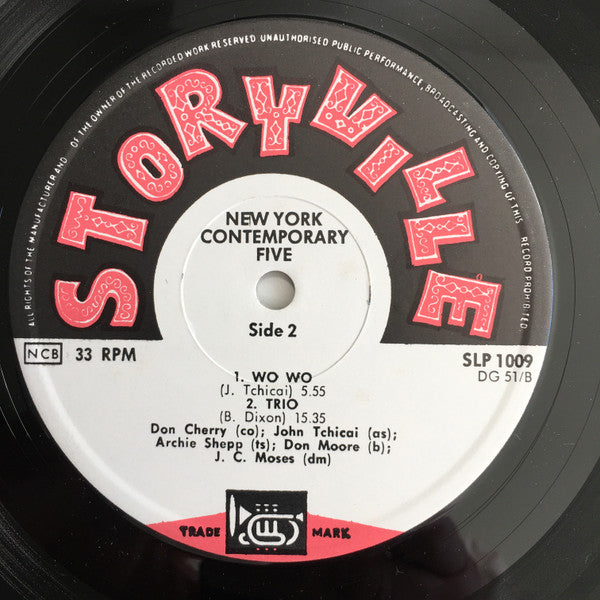 ALL RIGHTS OF THE MANUFACTURER AND OF THE OWNER OF THE RECORDED WORK RESERVED UNAUTHORISED PUBLIC PERFORMANCE, BROADCASTING AND COPYING OF THIS RECORD PROHIBITED
STORYVILLE
NEW YORK
CONTEMPORARY
FIVE
Side 2
NCB 33 RPM
SLP 1009
DG 51/B
1. WO WO
(J. Tchicai) 5.55
2. TRIO
(B. Dixon) 15.35
Don Cherry (co); John Tchicai (as);
Archie Shepp (ts); Don Moore (b);
J. C. Moses (dm)
TRADE MARK